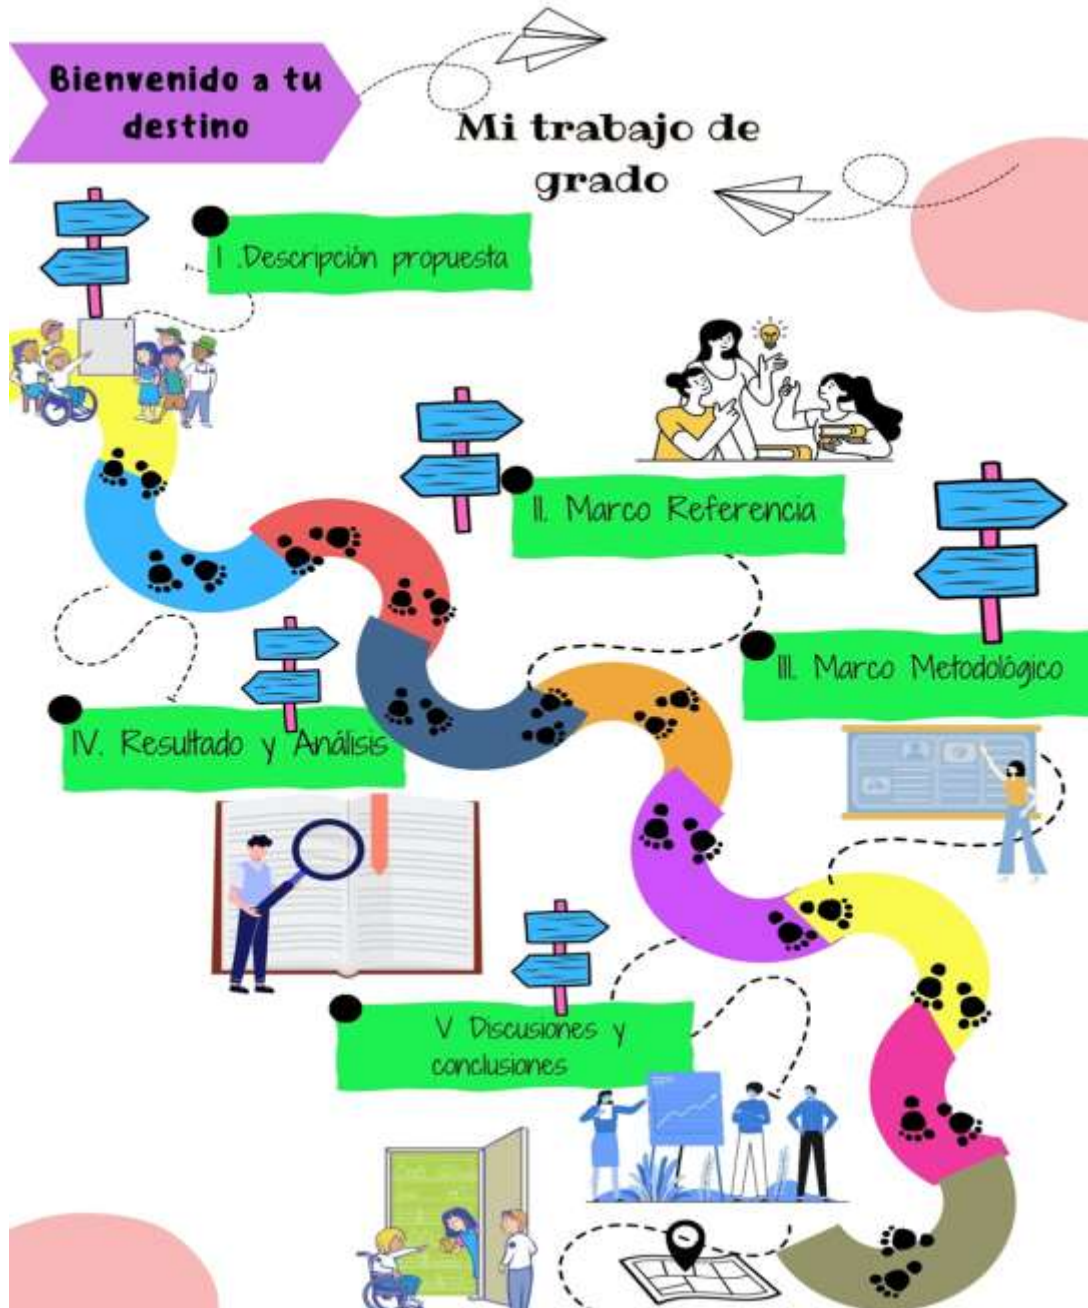 Bienvenido a tu
destino
Mi trabajo de
grado
I .Descripción propuesta
II. Marco Referencia
III. Marco Metodológico
IV. Resultado y Análisis
V Discusiones y
conclusiones